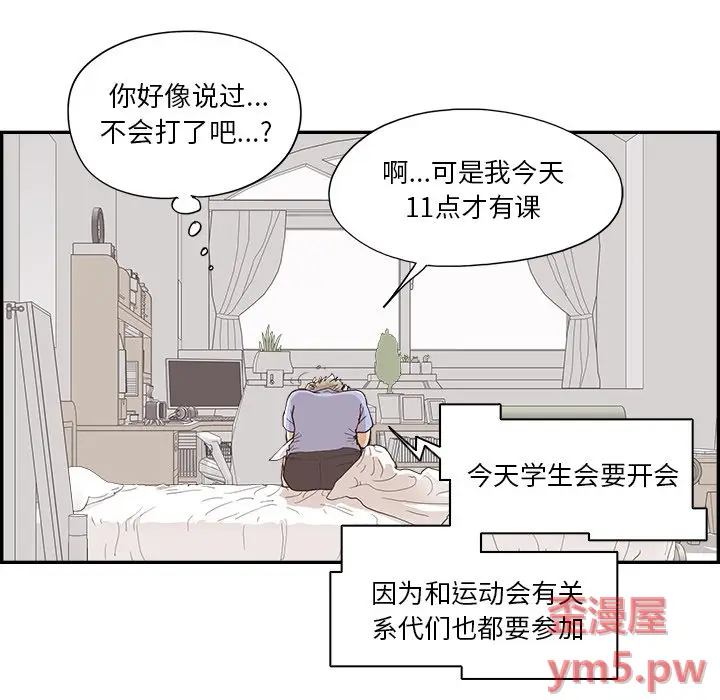 你好像说过...
不会打了吧...?
啊...可是我今天
11点才有课
今天学生会要开会
因为和运动会有关
系代们也都要参加
歪漫屋
ym5.pw